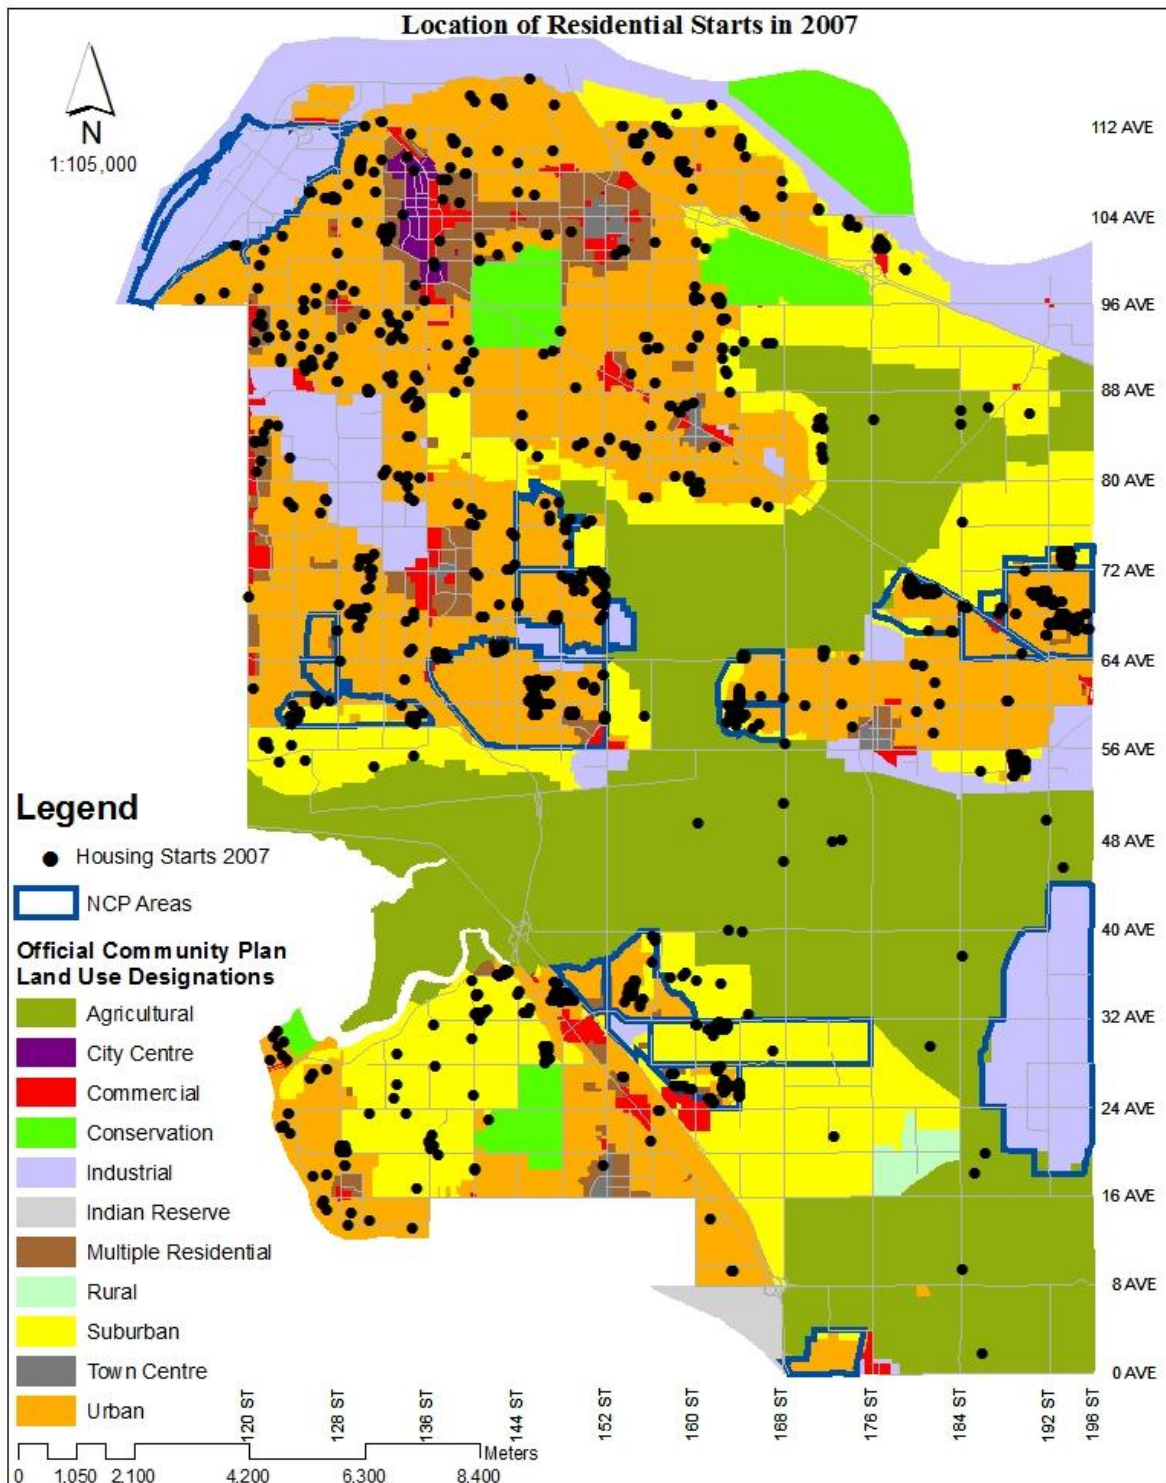 Location of Residential Starts in 2007
N
1:105,000
112 AVE
104 AVE
96 AVE
88 AVE
80 AVE
72 AVE
64 AVE
56 AVE
48 AVE
40 AVE
32 AVE
24 AVE
16 AVE
8 AVE
0 AVE
Legend
Housing Starts 2007
NCP Areas
Official Community Plan
Land Use Designations
Agricultural
City Centre
Commercial
Conservation
Industrial
Indian Reserve
Multiple Residential
Rural
Suburban
Town Centre
Urban
120 ST
128 ST
136 ST
144 ST
152 ST
160 ST
168 ST
176 ST
184 ST
192 ST
196 ST
Meters
0 1.050 2.100 4.200 6.300 8.400